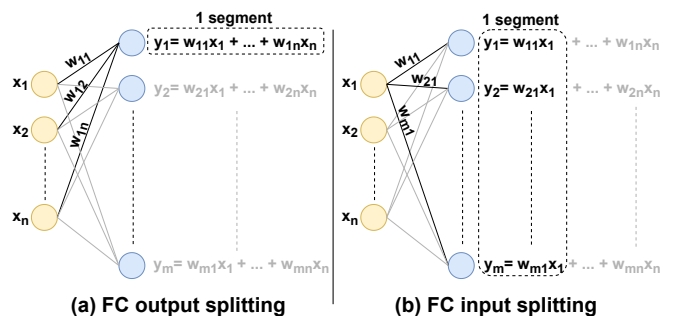 1 segment
w11
y1= w11x1 + ... + w1nxn
x1
w12
y2= w21x1 + ... + w2nxn
x2
w1n
xn
ym= wm1x1 + ... + wmnxn
(a) FC output splitting
1 segment
w11
y1= w11x1 + ... + w1nxn
x1
w21
y2= w21x1 + ... + w2nxn
x2
wm1
xn
ym= wm1x1 + ... + wmnxn
(b) FC input splitting